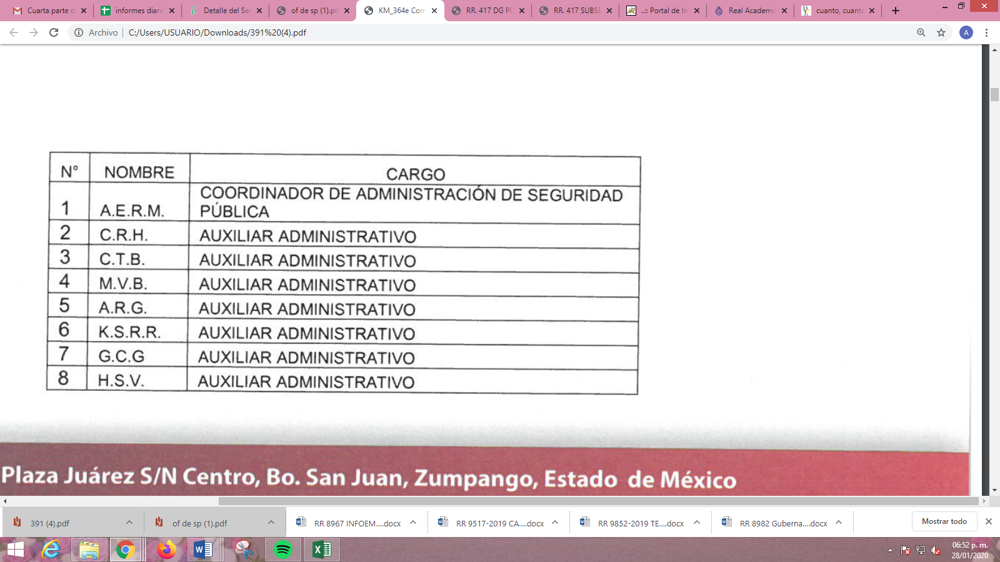 Cuarta parte d
informes diari
Detalle del Se
of de sp (1).pd
KM_364e Com
RR. 417 DG PC
RR. 417 SUBSE
..:: Portal de In
Real Academia
cuanto, cuanta
Archivo
C:/Users/USUARIO/Downloads/391%20(4).pdf
A
N° NOMBRE CARGO
1 A.E.R.M. COORDINADOR DE ADMINISTRACIÓN DE SEGURIDAD
PÚBLICA
2 C.R.H. AUXILIAR ADMINISTRATIVO
3 C.T.B. AUXILIAR ADMINISTRATIVO
4 M.V.B. AUXILIAR ADMINISTRATIVO
5 A.R.G. AUXILIAR ADMINISTRATIVO
6 K.S.R.R. AUXILIAR ADMINISTRATIVO
7 G.C.G AUXILIAR ADMINISTRATIVO
8 H.S.V. AUXILIAR ADMINISTRATIVO
Plaza Juárez S/N Centro, Bo. San Juan, Zumpango, Estado de México
391 (4).pdf
of de sp (1).pdf
RR 8967 INFOEM....docx
RR 9517-2019 CA....docx
RR 9852-2019 TE....docx
RR 8982 Guberna....docx
Mostrar todo
06:52 p. m.
28/01/2020